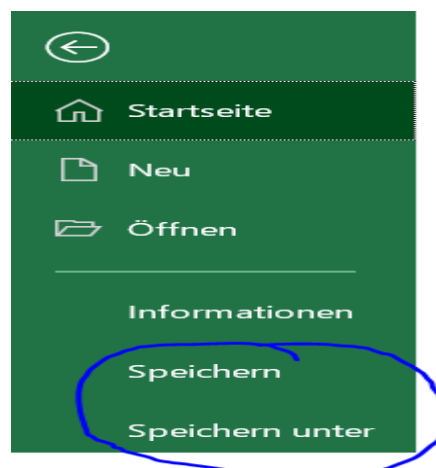 Startseite
Neu
Öffnen
Informationen
Speichern
Speichern unter